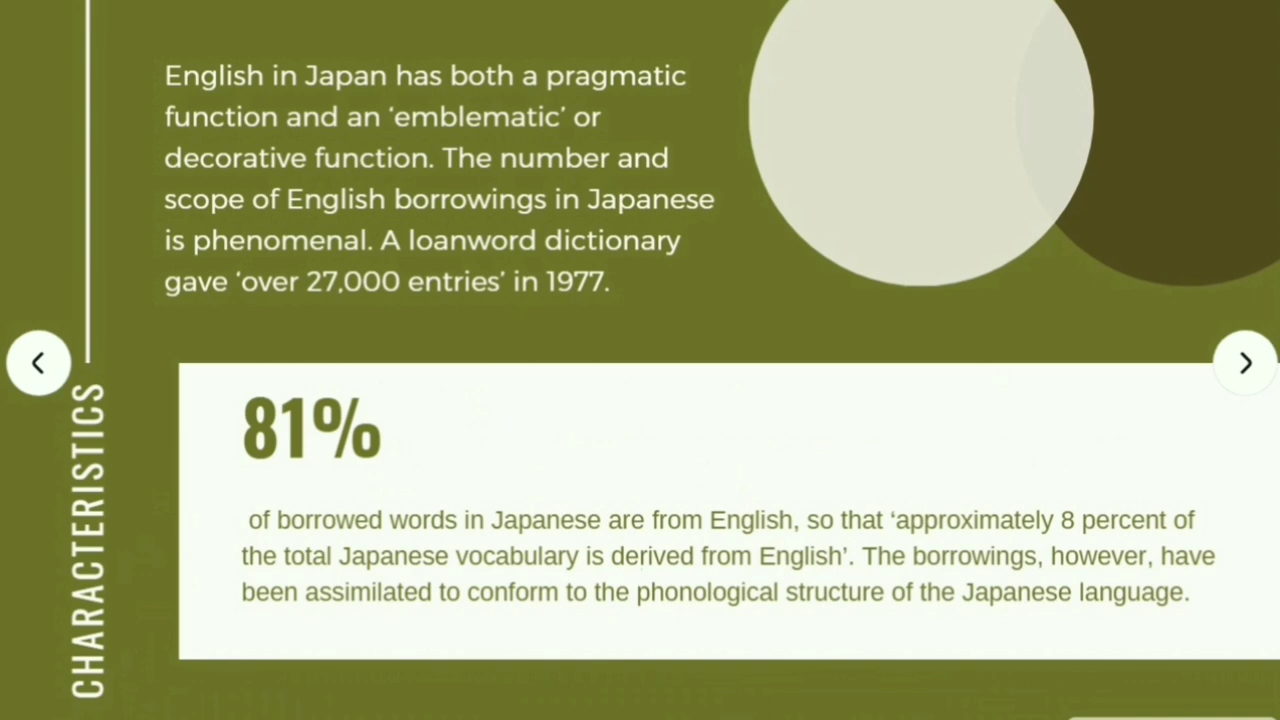 English in Japan has both a pragmatic
function and an ‘emblematic’ or
decorative function. The number and
scope of English borrowings in Japanese
is phenomenal. A loanword dictionary
gave ‘over 27,000 entries’ in 1977.
CHARACTERISTICS
81%
of borrowed words in Japanese are from English, so that ‘approximately 8 percent of
the total Japanese vocabulary is derived from English’. The borrowings, however, have
been assimilated to conform to the phonological structure of the Japanese language.